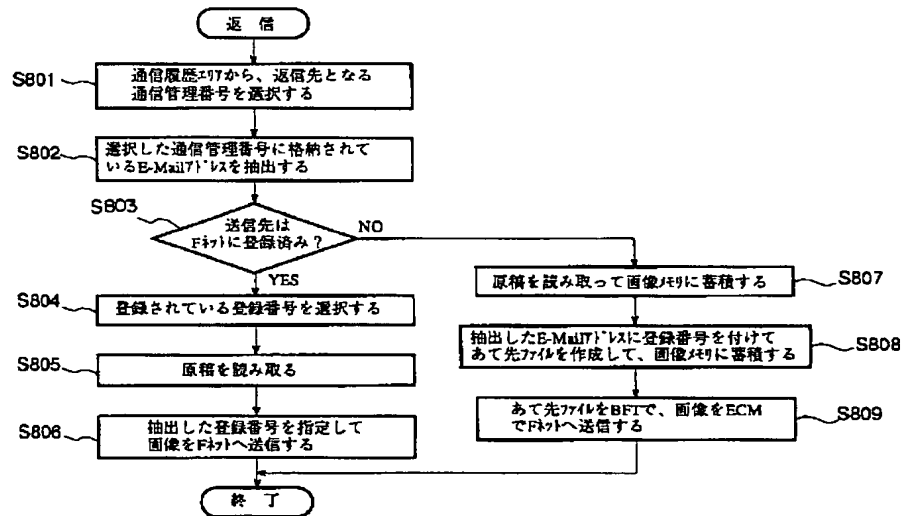 返 信
S801
通信履歴ｴﾘｱから、返信先となる
通信管理番号を選択する
S802
選択した通信管理番号に格納されて
いるE-Mailｱﾄﾞﾚｽを抽出する
S803
送信先は
Fﾈｯﾄに登録済み？
NO
YES
S804
登録されている登録番号を選択する
S805
原稿を読み取る
S806
抽出した登録番号を指定して
画像をFﾈｯﾄへ送信する
原稿を読み取って画像ﾒﾓﾘに蓄積する
S807
抽出したE-Mailｱﾄﾞﾚｽに登録番号を付けて
あて先ﾌｧｲﾙを作成して、画像ﾒﾓﾘに蓄積する
S808
あて先ﾌｧｲﾙをBFTで、画像をECM
でFﾈｯﾄへ送信する
S809
終 了